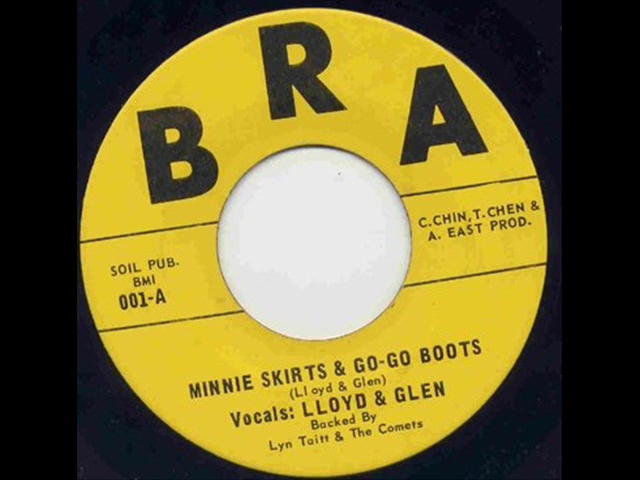 BRA
C. CHIN, T. CHEN &
A. EAST PROD.
SOIL PUB.
BMI
001-A
MINNIE SKIRTS & GO-GO BOOTS
(Lloyd & Glen)
Vocals: LLOYD & GLEN
Backed By
Lyn Taitt & The Comets